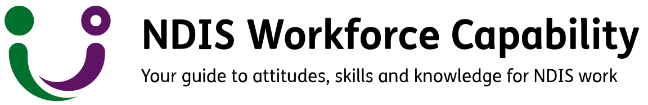 NDIS Workforce Capability
Your guide to attitudes, skills and knowledge for NDIS work